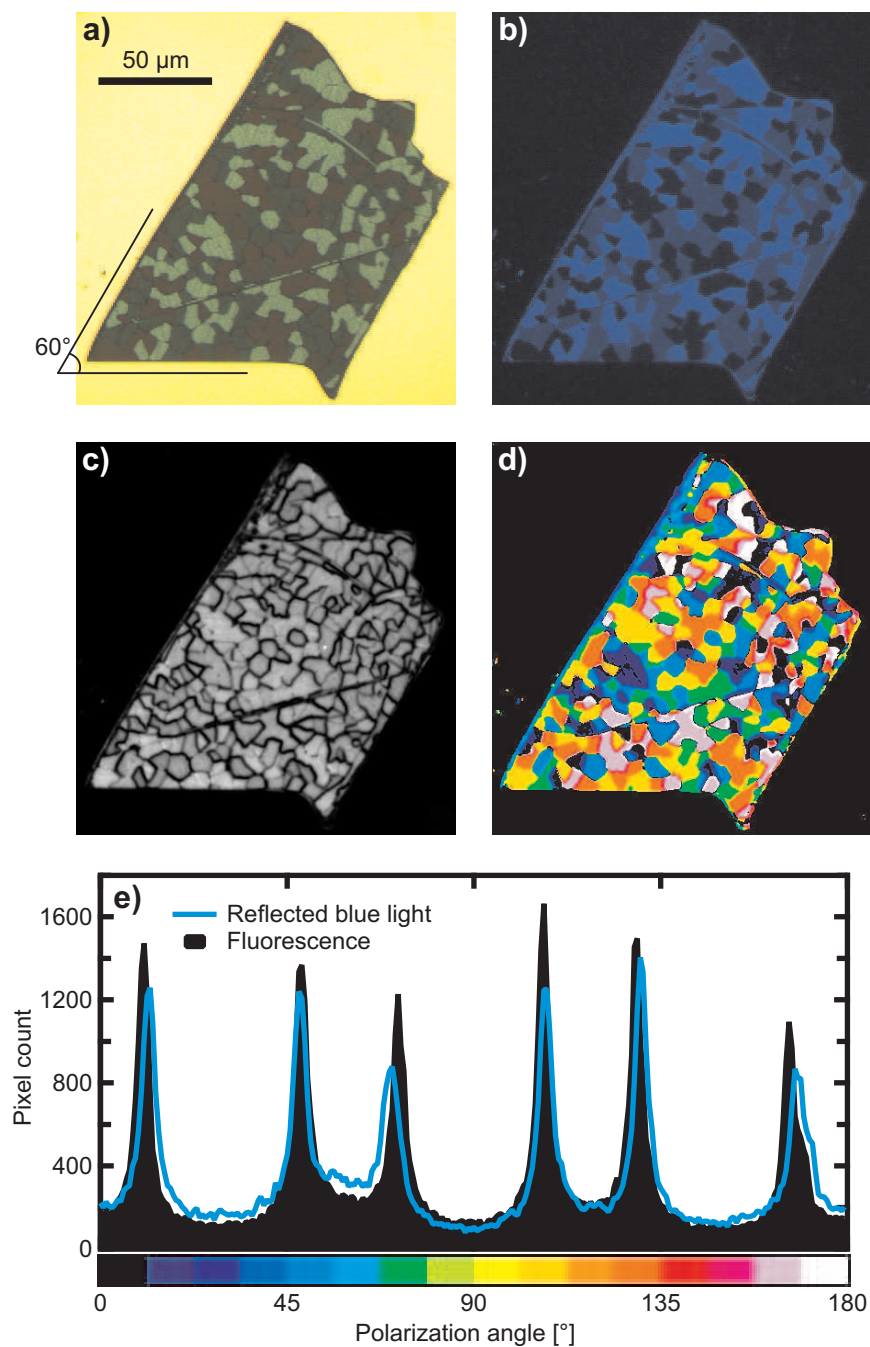 a)
50 µm
60°
b)
c)
d)
e)
Reflected blue light
Fluorescence
1600
1200
800
400
0
Pixel count
0 45 90 135 180
Polarization angle [°]